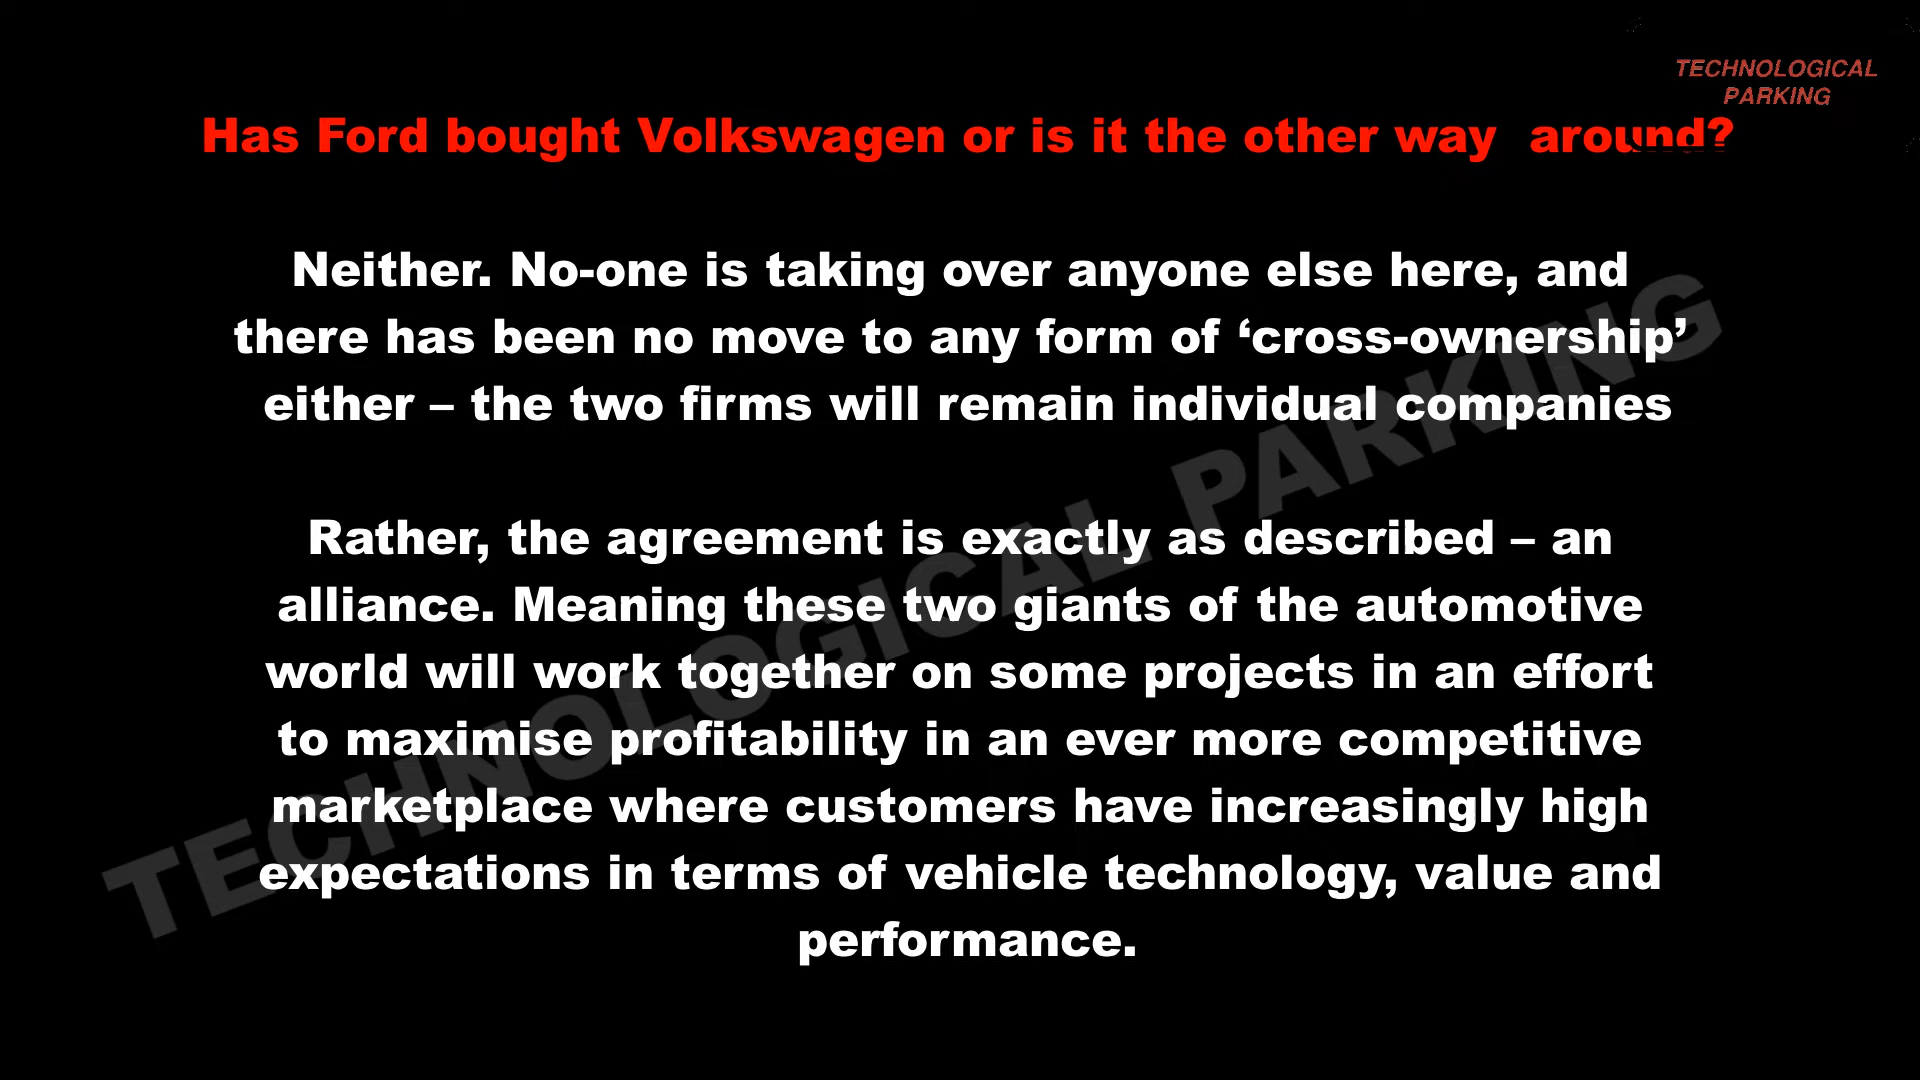 TECHNOLOGICAL
PARKING
Has Ford bought Volkswagen or is it the other way around?
Neither. No-one is taking over anyone else here, and
there has been no move to any form of ‘cross-ownership’
either – the two firms will remain individual companies
Rather, the agreement is exactly as described – an
alliance. Meaning these two giants of the automotive
world will work together on some projects in an effort
to maximise profitability in an ever more competitive
marketplace where customers have increasingly high
expectations in terms of vehicle technology, value and
performance.
TECHNOLOGICAL PARKING